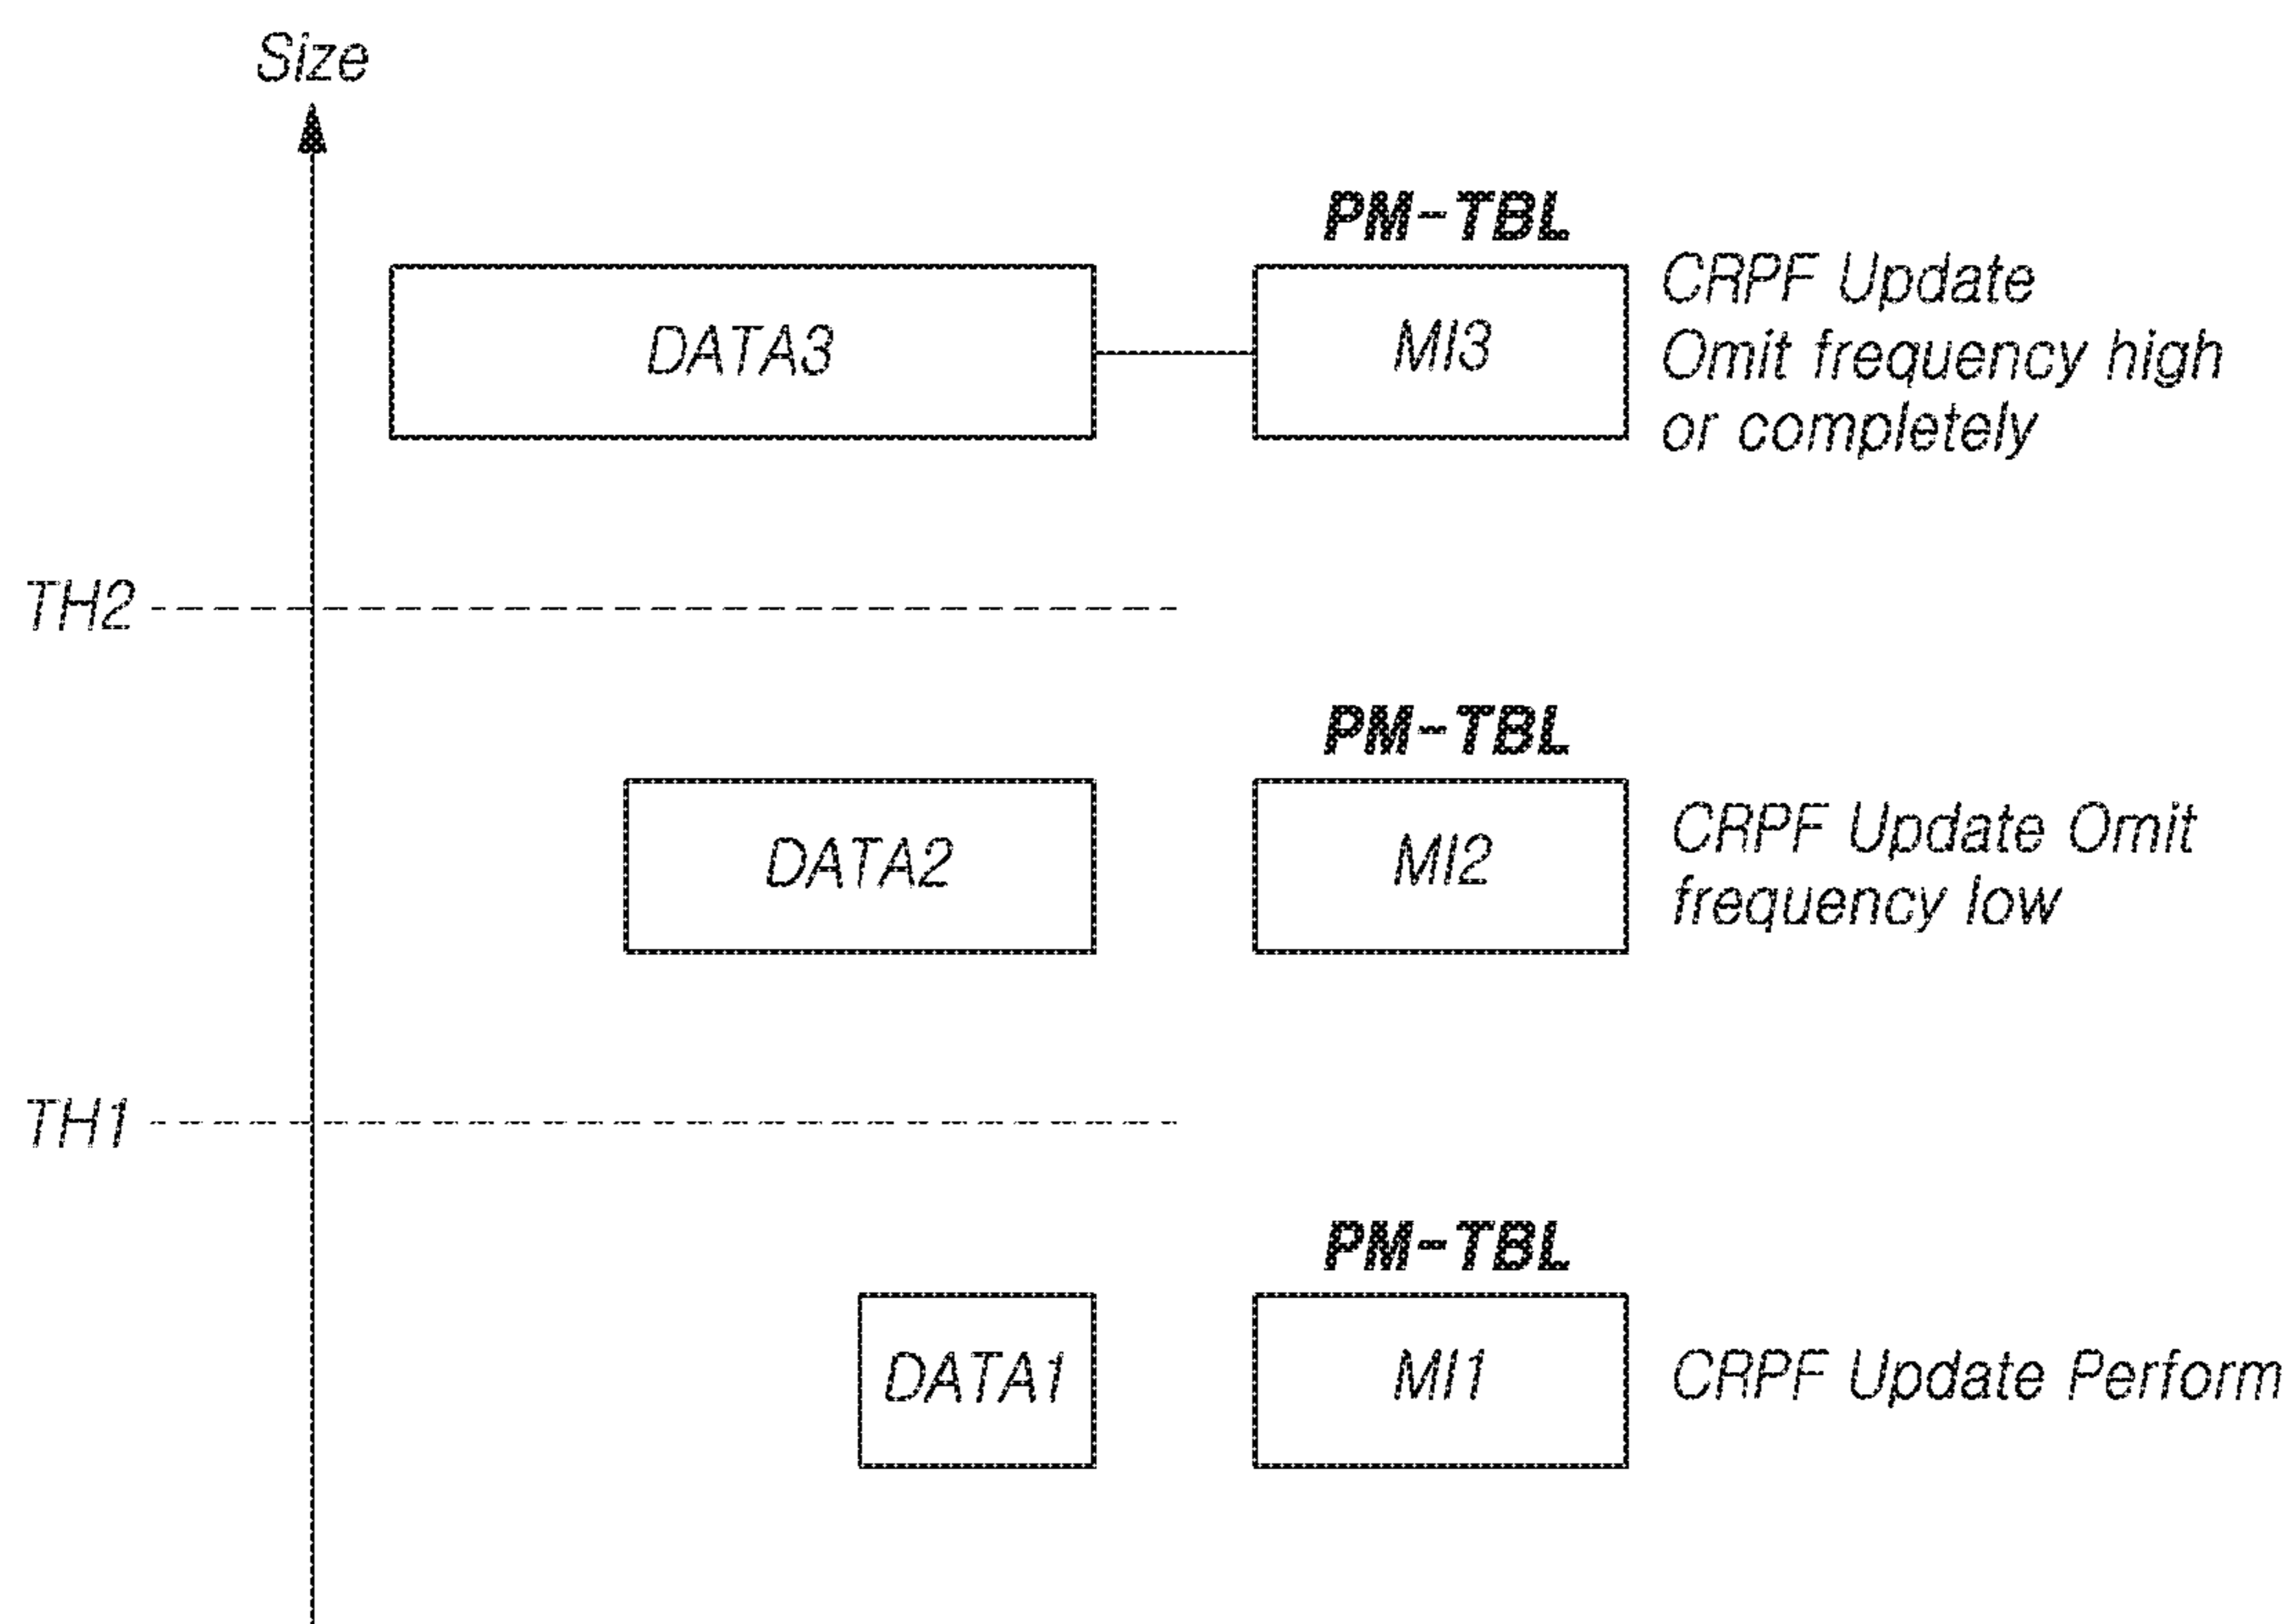 Size
PM-TBL
DATA3
MI3
CRPF Update
Omit frequency high
or completely
TH2
PM-TBL
DATA2
MI2
CRPF Update Omit
frequency low
TH1
PM-TBL
DATA1
MI1
CRPF Update Perform